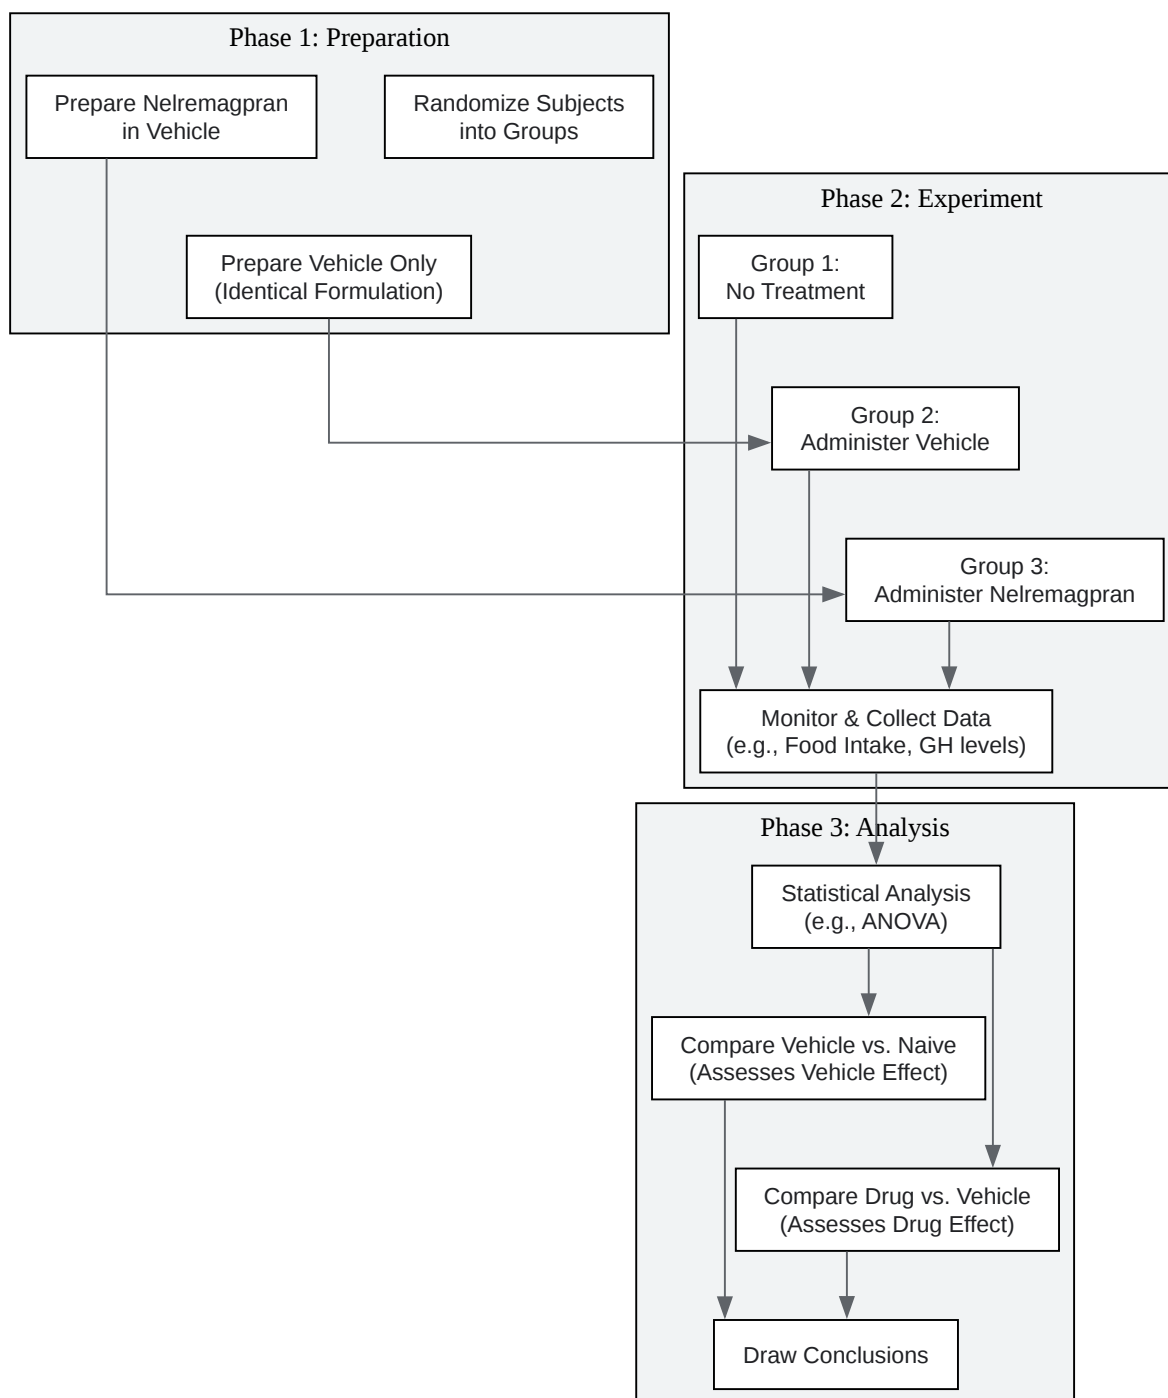 Phase 1: Preparation
Prepare Nelremagpran
in Vehicle
Randomize Subjects
into Groups
Prepare Vehicle Only
(Identical Formulation)
Phase 2: Experiment
Group 1:
No Treatment
Group 2:
Administer Vehicle
Group 3:
Administer Nelremagpran
Monitor & Collect Data
(e.g., Food Intake, GH levels)
Phase 3: Analysis
Statistical Analysis
(e.g., ANOVA)
Compare Vehicle vs. Naive
(Assesses Vehicle Effect)
Compare Drug vs. Vehicle
(Assesses Drug Effect)
Draw Conclusions